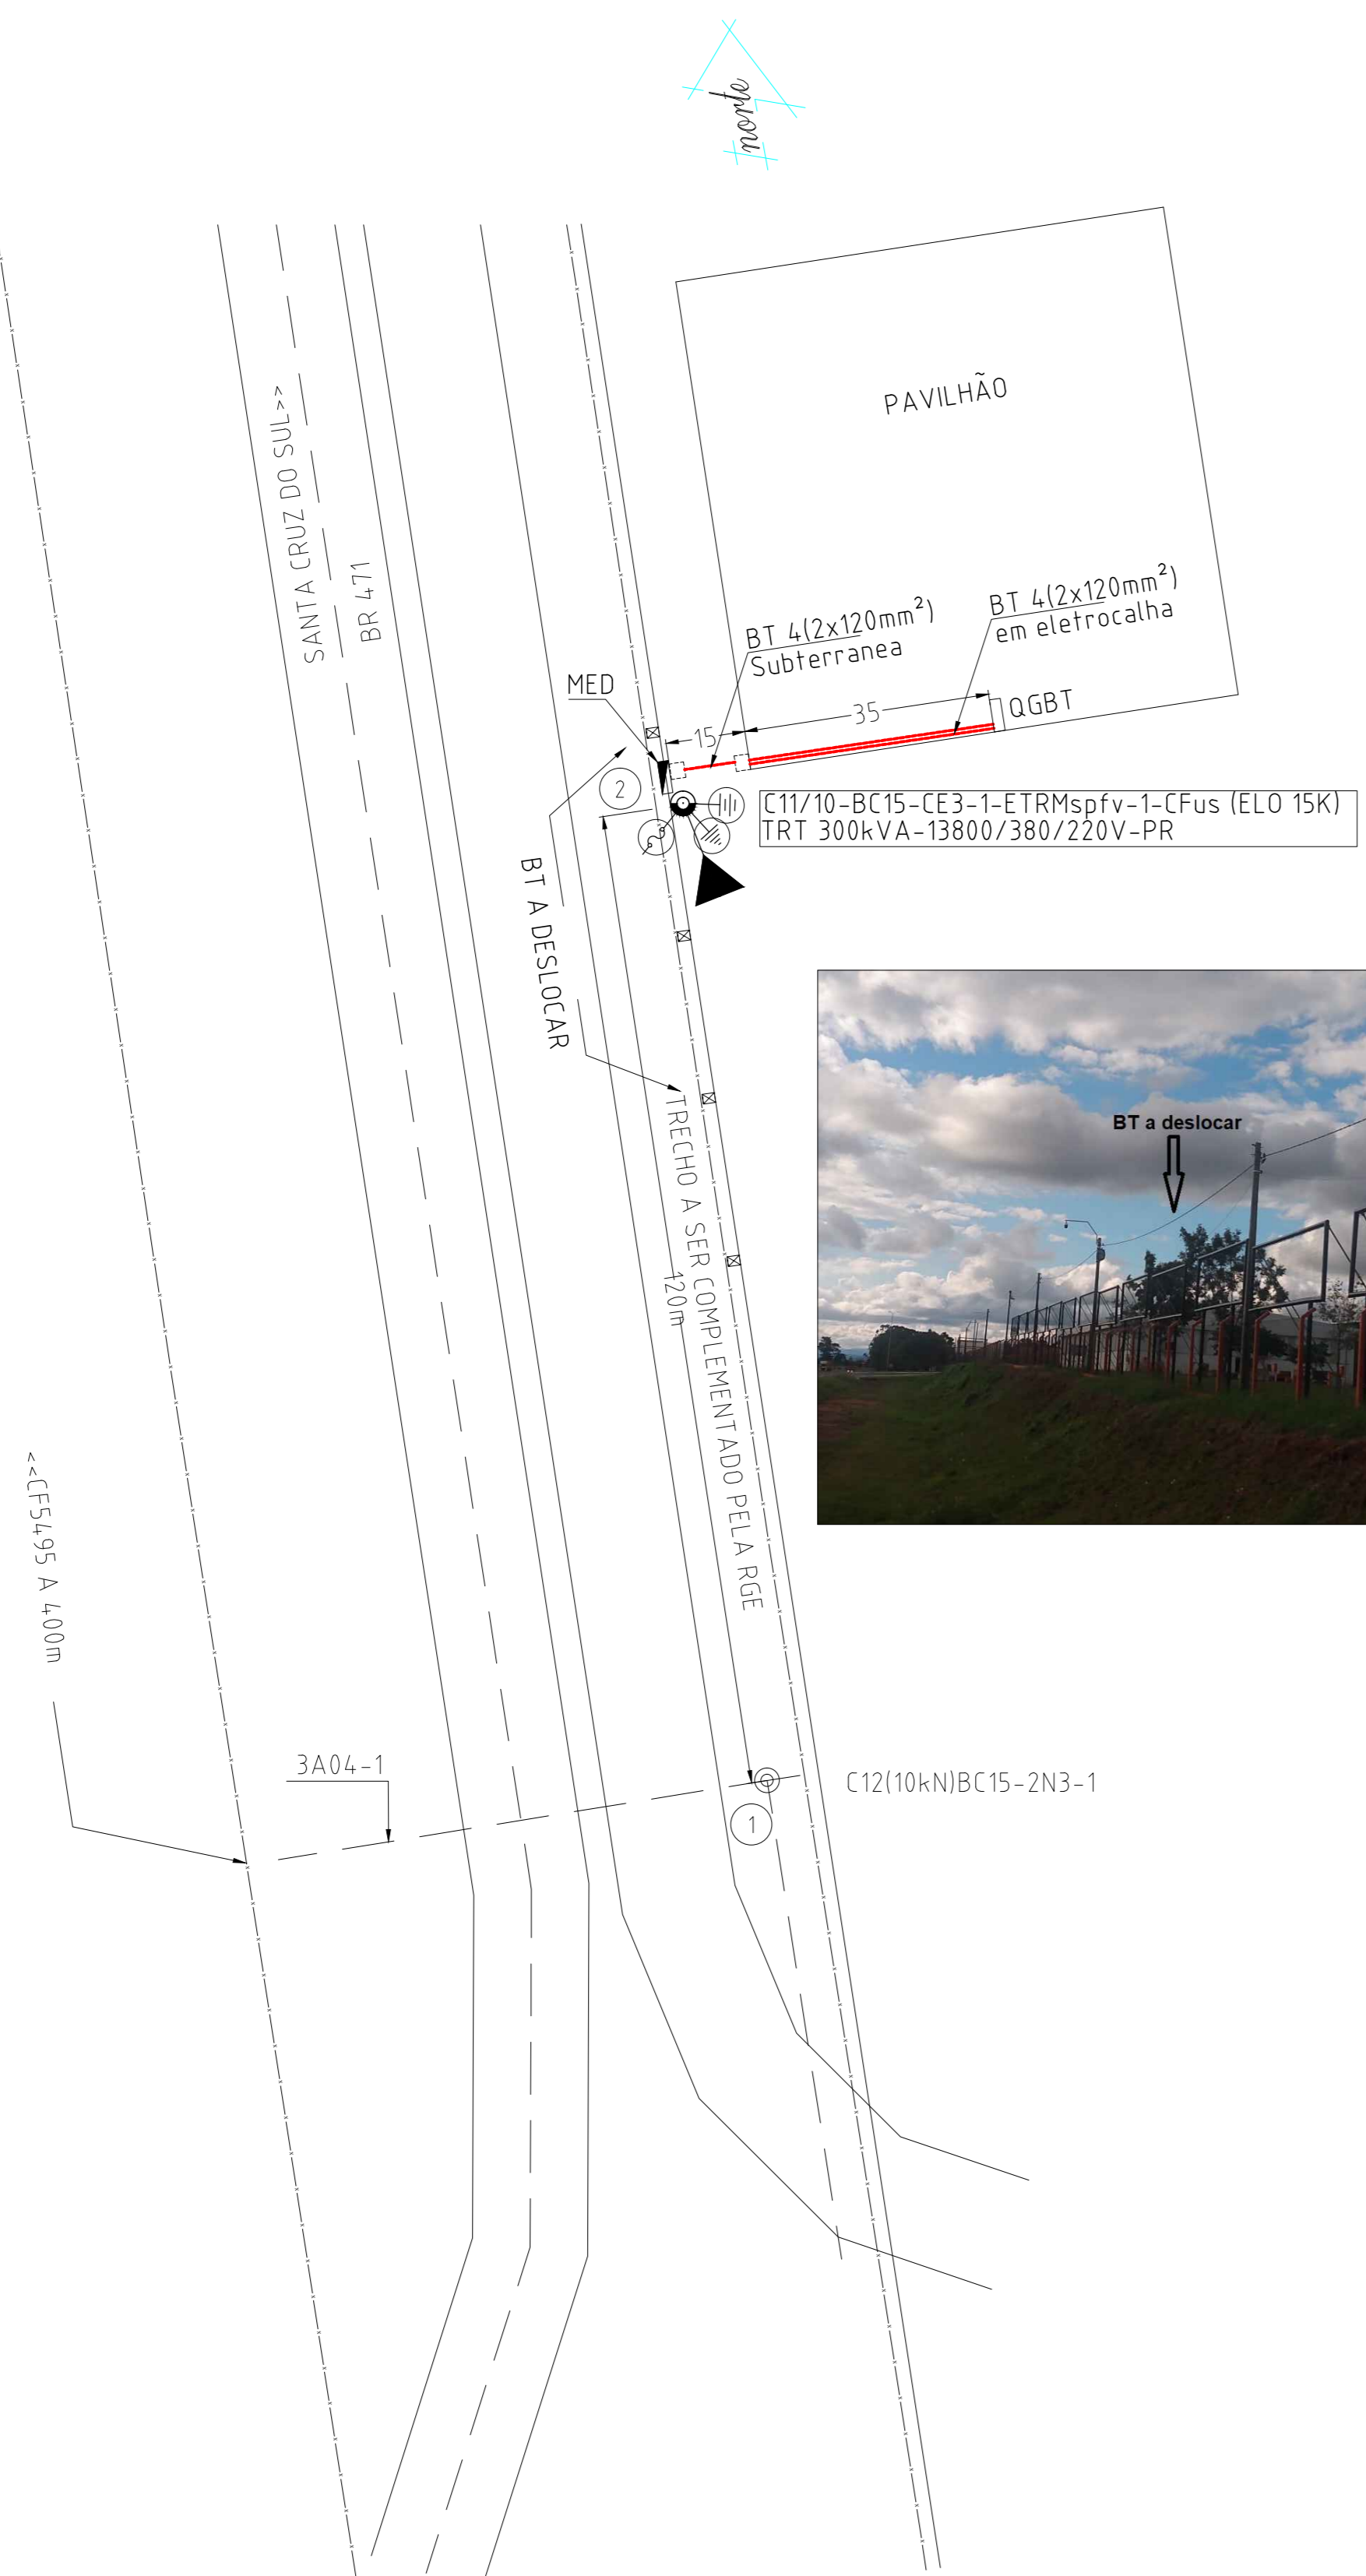 norte
PAVILHÃO
SANTA CRUZ DO SUL>>
BR 471
BT 4(2x120mm²)
Subterranea
BT 4(2x120mm²)
em eletrocalha
MED
15
35
QGBT
2
C11/10-BC15-CE3-1-ETRMspfv-1-CFus (ELO 15K)
TRT 300kVA-13800/380/220V-PR
BT A DESLOCAR
BT a deslocar
TRECHO A SER COMPLEMENTADO PELA RGE
120m
<<CF5495 A 400m
3A04-1
C12(10kN)BC15-2N3-1
1